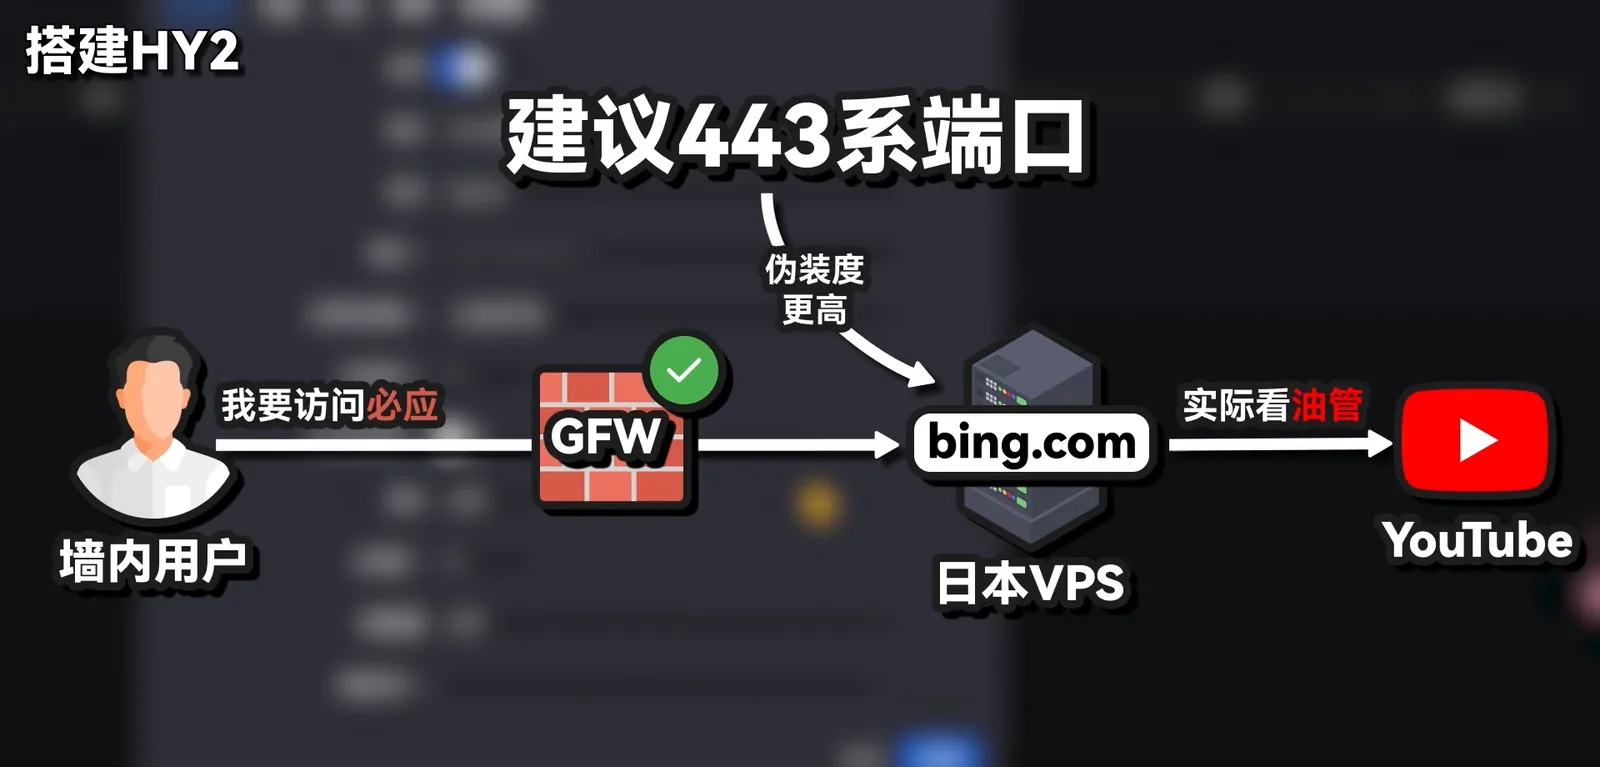 搭建HY2
建议443系端口
伪装度
更高
我要访问必应
GFW
bing.com
实际看油管
墙内用户
日本VPS
YouTube